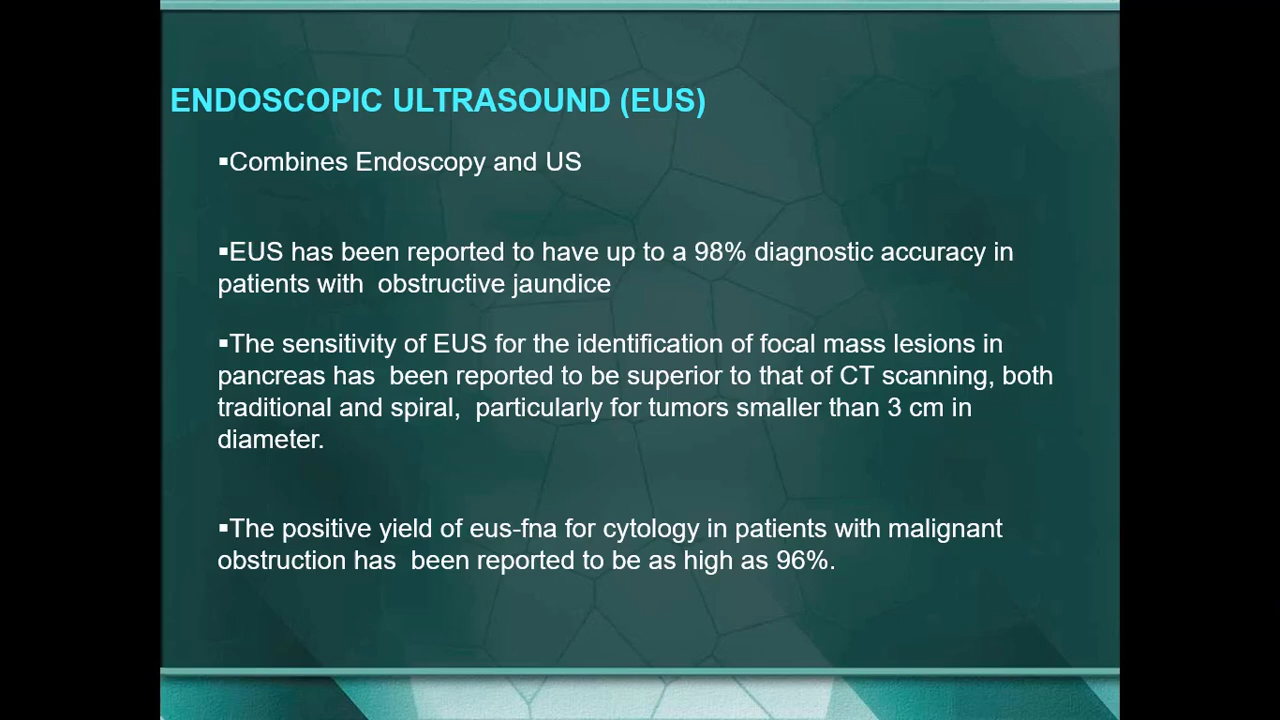 ENDOSCOPIC ULTRASOUND (EUS)
▪Combines Endoscopy and US
▪EUS has been reported to have up to a 98% diagnostic accuracy in
patients with  obstructive jaundice
▪The sensitivity of EUS for the identification of focal mass lesions in
pancreas has  been reported to be superior to that of CT scanning, both
traditional and spiral,  particularly for tumors smaller than 3 cm in
diameter.
▪The positive yield of eus-fna for cytology in patients with malignant
obstruction has  been reported to be as high as 96%.